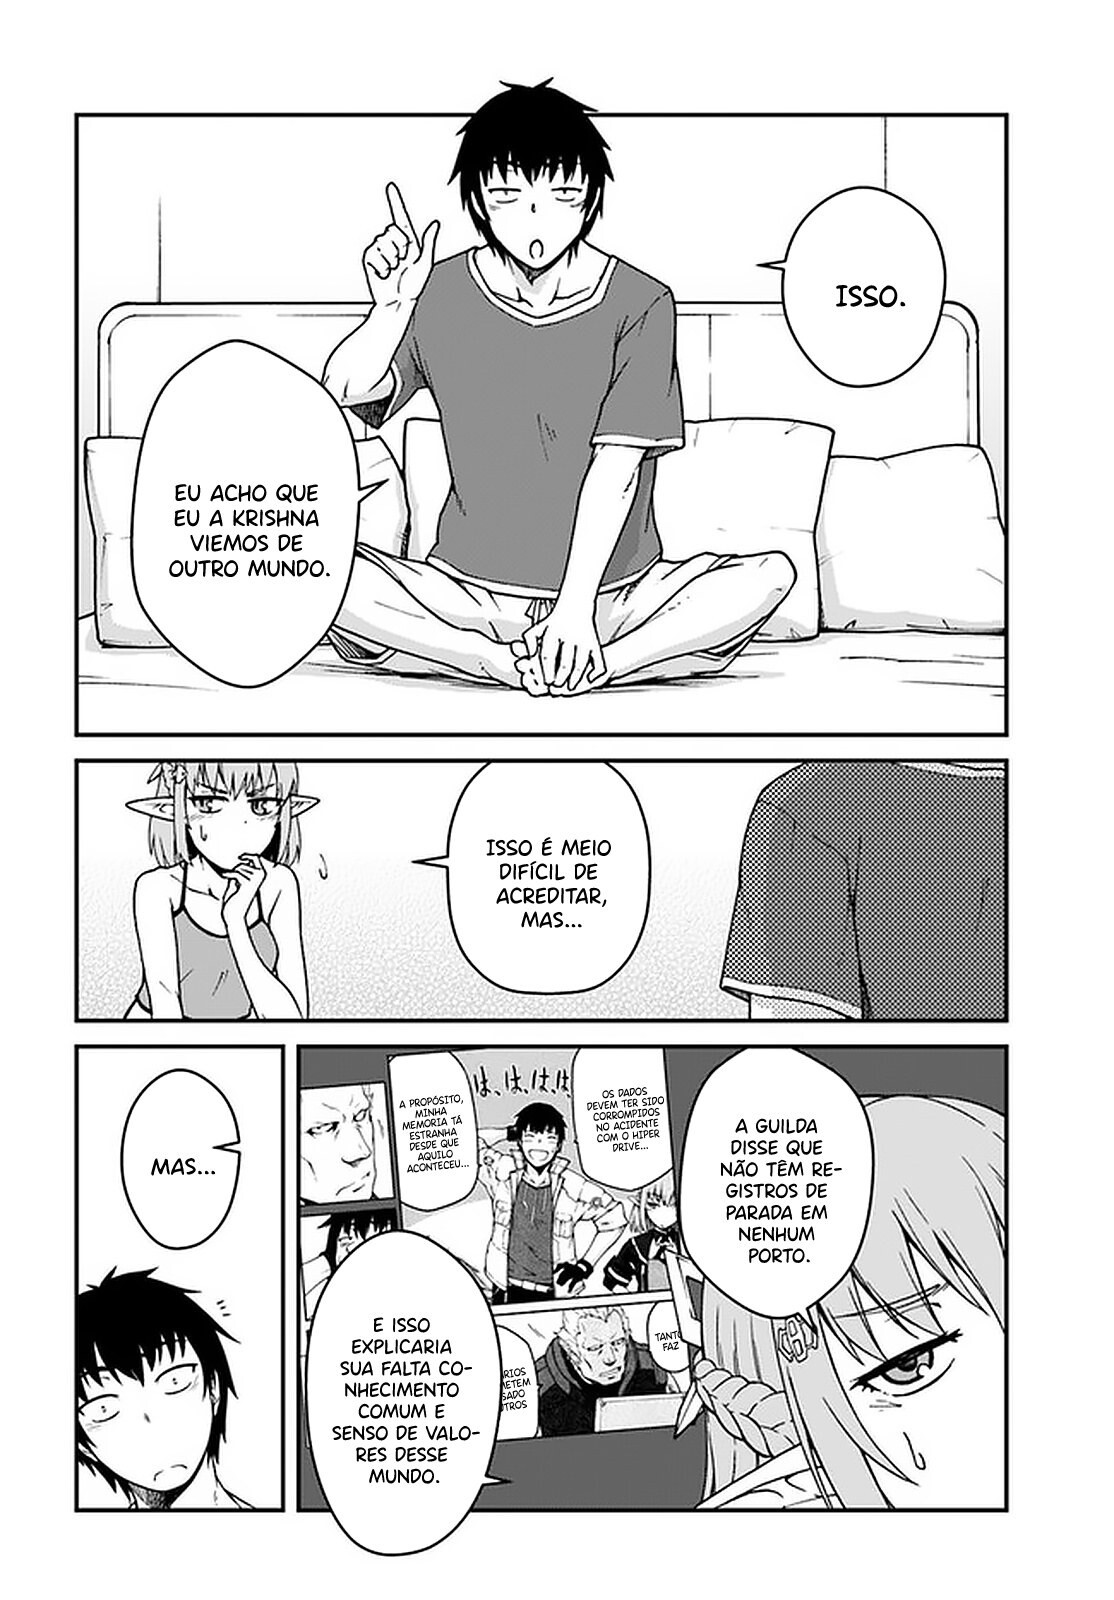 ISSO.
EU ACHO QUE
EU A KRISHNA
VIEMOS DE
OUTRO MUNDO.
ISSO É MEIO
DIFÍCIL DE
ACREDITAR,
MAS...
A GUILDA
DISSE QUE
NÃO TÊM RE-
GISTROS DE
PARADA EM
NENHUM
PORTO.
OS DADOS
DEVEM TER SIDO
CORROMPIDOS
NO ACIDENTE
COM O HIPER
DRIVE...
は、は、は、は、
A PROPÓSITO,
MINHA
MEMORIA TÁ
ESTRANHA
DESDE QUE
AQUILO
ACONTECEU...
TANTO
FAZ
E ISSO
EXPLICARIA
SUA FALTA CO-
NHECIMENTO
COMUM E
SENSO DE VALO-
RES DESSE
MUNDO.
MAS...